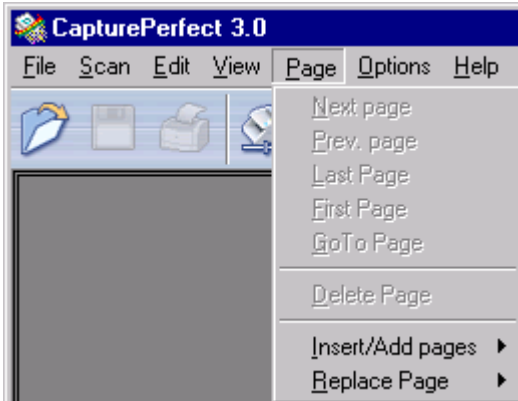 CapturePerfect 3.0
File Scan Edit View Page Options Help
Next page
Prev. page
Last Page
First Page
GoTo Page
Delete Page
Insert/Add pages
Replace Page